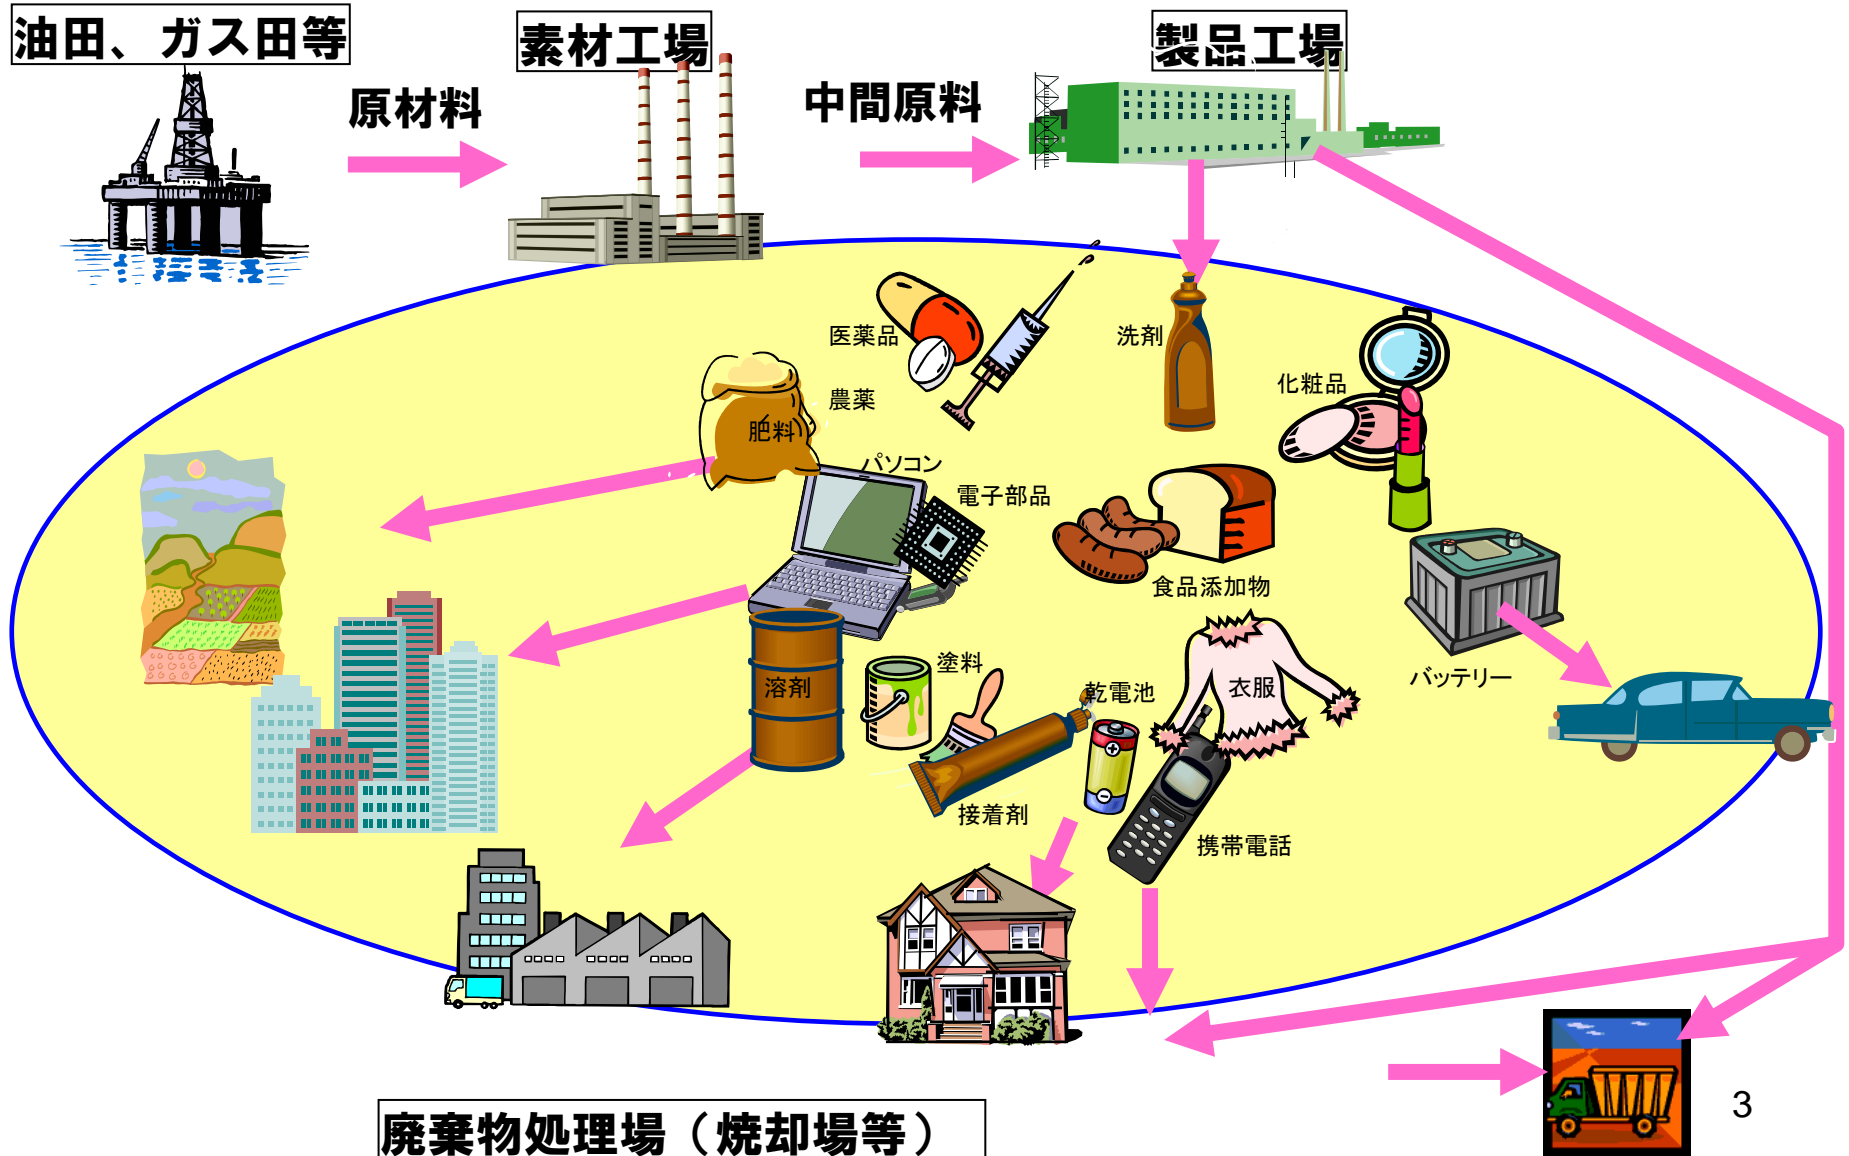 油田、ガス田等
素材工場
製品工場
原材料
中間原料
医薬品
洗剤
化粧品
農薬
肥料
パソコン
電子部品
食品添加物
バッテリー
塗料
溶剤
乾電池
衣服
接着剤
携帯電話
3
廃棄物処理場（焼却場等）